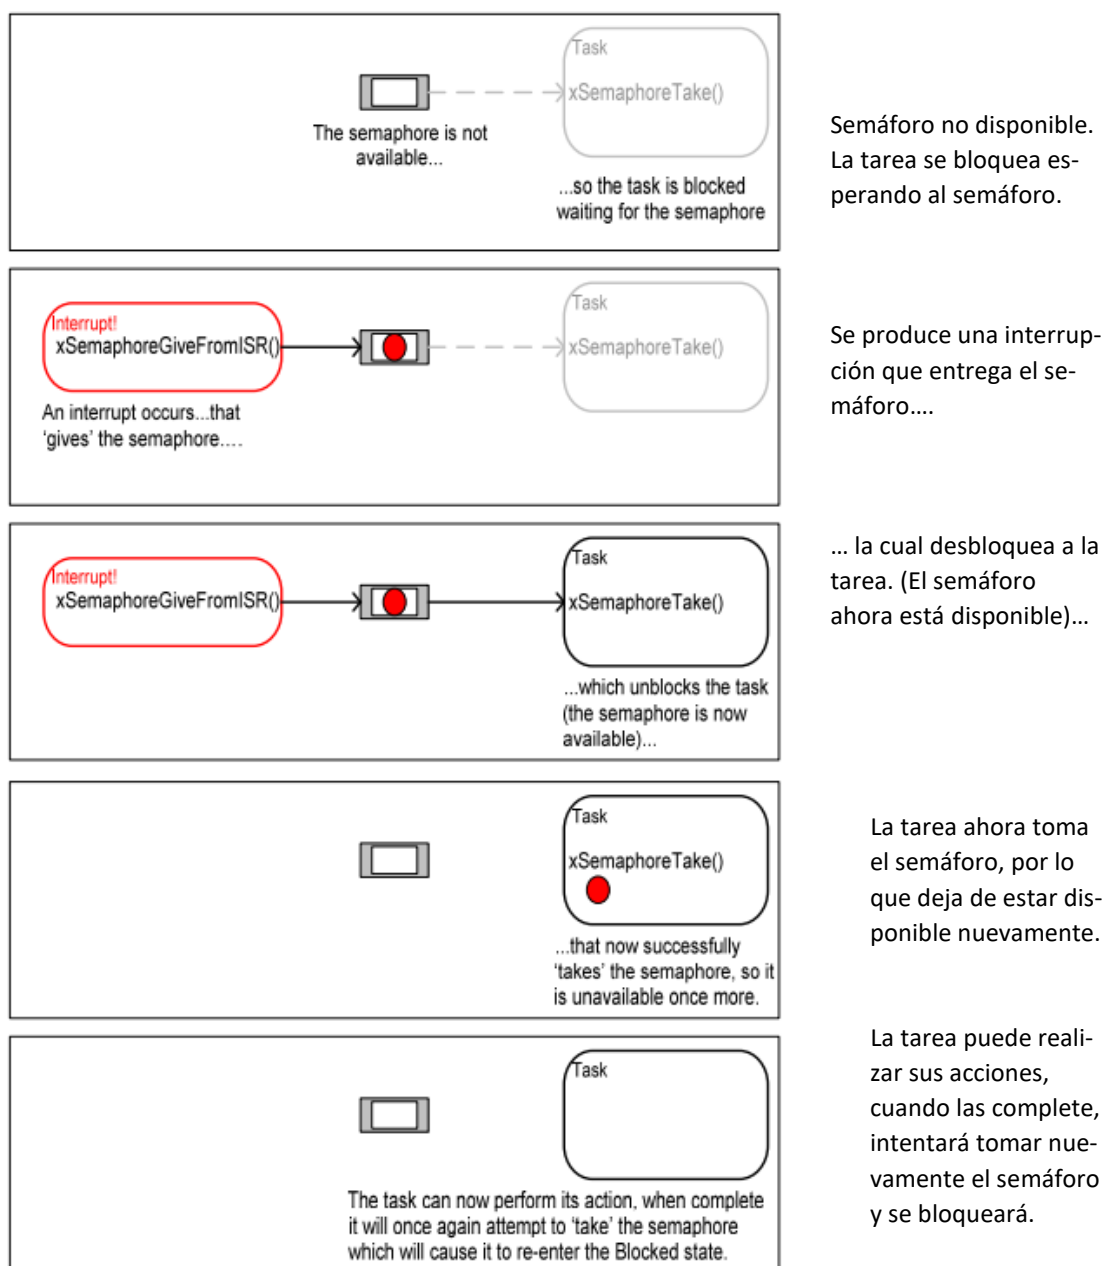 Task
xSemaphoreTake()
The semaphore is not
available...
...so the task is blocked
waiting for the semaphore
Semáforo no disponible.
La tarea se bloquea es-
perando al semáforo.
Interrupt!
xSemaphoreGiveFromISR()
Task
xSemaphoreTake()
An interrupt occurs...that
'gives' the semaphore....
Se produce una interrup-
ción que entrega el se-
máforo....
Interrupt!
xSemaphoreGiveFromISR()
Task
xSemaphoreTake()
...which unblocks the task
(the semaphore is now
available)...
... la cual desbloquea a la
tarea. (El semáforo
ahora está disponible)...
Task
xSemaphoreTake()
...that now successfully
'takes' the semaphore, so it
is unavailable once more.
La tarea ahora toma
el semáforo, por lo
que deja de estar dis-
ponible nuevamente.
Task
The task can now perform its action, when complete
it will once again attempt to 'take' the semaphore
which will cause it to re-enter the Blocked state.
La tarea puede reali-
zar sus acciones,
cuando las complete,
intentará tomar nue-
vamente el semáforo
y se bloqueará.